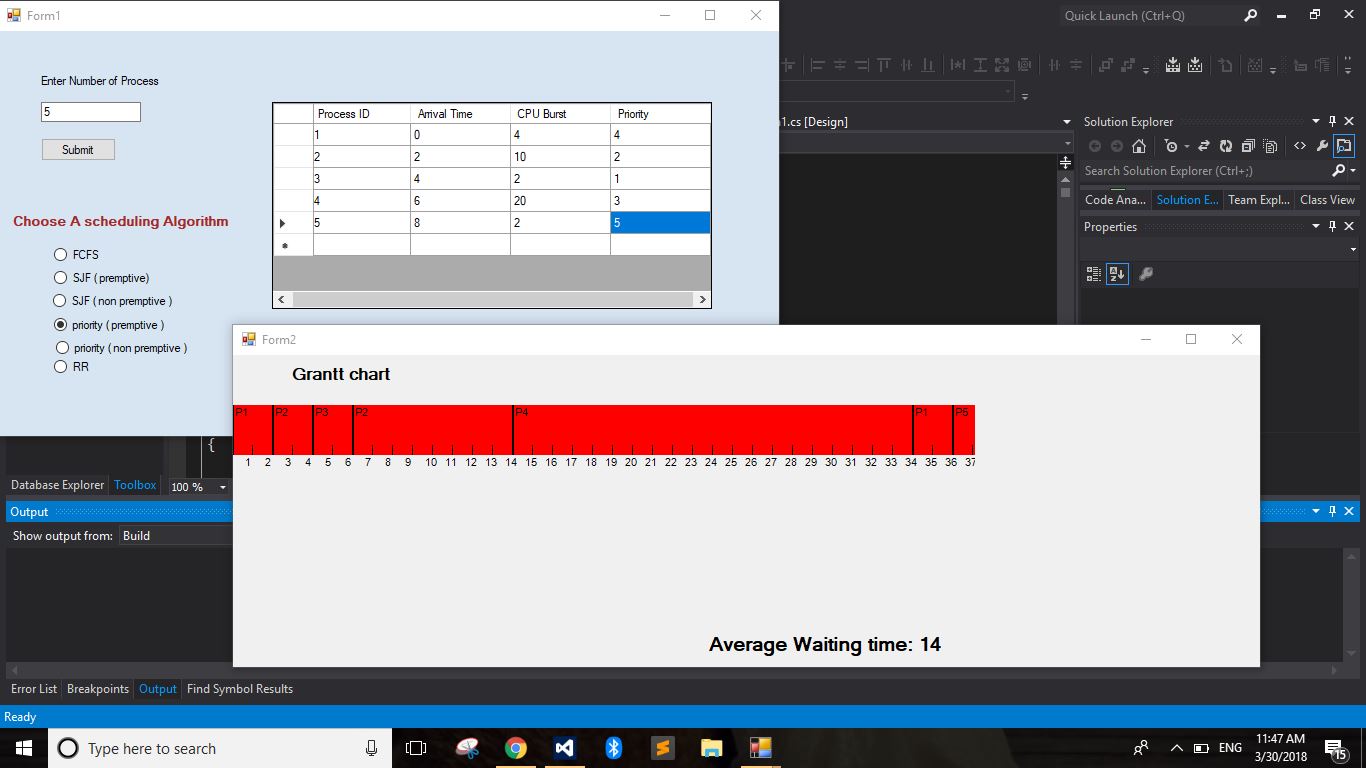 Form1
Quick Launch (Ctrl+Q)
Enter Number of Process
5
Submit
Process ID Arrival Time CPU Burst Priority
1 0 4 4
2 2 10 2
3 4 2 1
4 6 20 3
5 8 2 5
Choose A scheduling Algorithm
FCFS
SJF ( premptive)
SJF ( non premptive )
priority ( premptive )
priority ( non premptive )
RR
1.cs [Design]
Solution Explorer
Search Solution Explorer (Ctrl+;)
Code Ana... Solution E... Team Expl... Class View
Properties
Form2
Grantt chart
P1 P2 P3 P2 P4 P1 P5
1 2 3 4 5 6 7 8 9 10 11 12 13 14 15 16 17 18 19 20 21 22 23 24 25 26 27 28 29 30 31 32 33 34 35 36 37
Average Waiting time: 14
{
Database Explorer Toolbox
100 %
Output
Show output from: Build
Error List Breakpoints Output Find Symbol Results
Ready
Type here to search
ENG
11:47 AM
3/30/2018
15